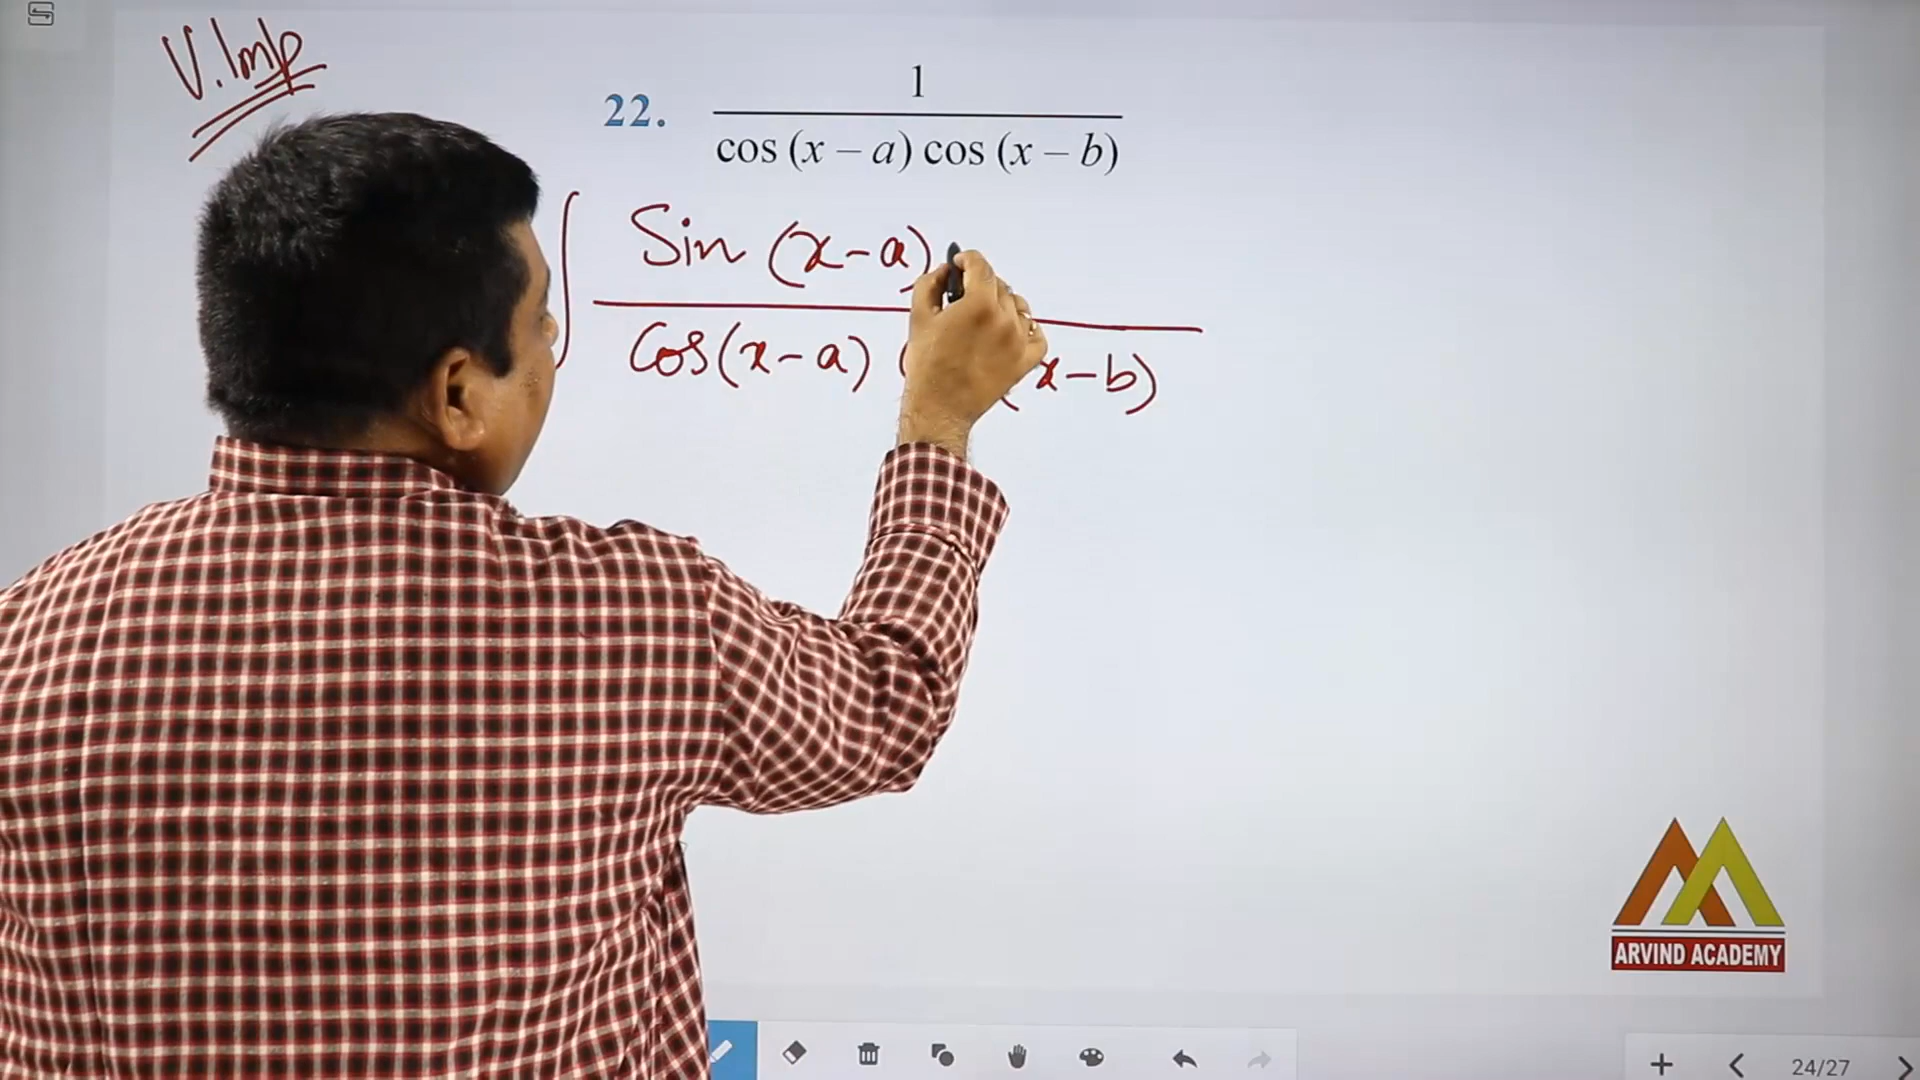 V. Imp
22. 1
cos (x – a) cos (x – b)
∫ Sin (x-a)
Cos(x-a) (x-b)
ARVIND ACADEMY
24/27